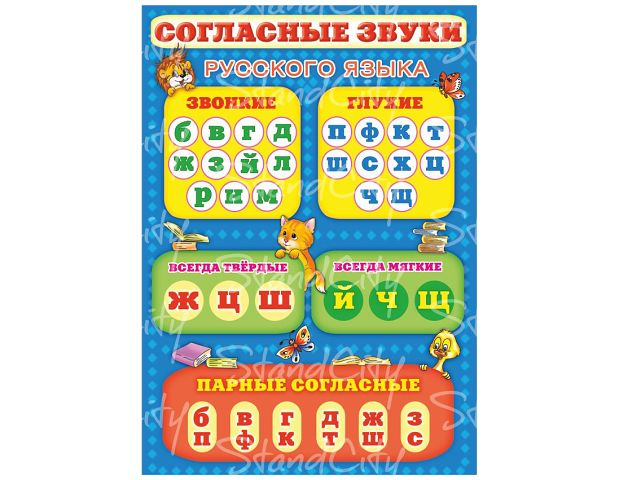 СОГЛАСНЫЕ ЗВУКИ
РУССКОГО ЯЗЫКА
ЗВОНКИЕ
б в г д
ж з й л
р н м
ГЛУХИЕ
п ф к т
ш с х ц
ч щ
ВСЕГДА ТВЁРДЫЕ
Ж Ц Ш
ВСЕГДА МЯГКИЕ
Й Ч Щ
ПАРНЫЕ СОГЛАСНЫЕ
б в г д ж з
п ф к т ш с
StandCity